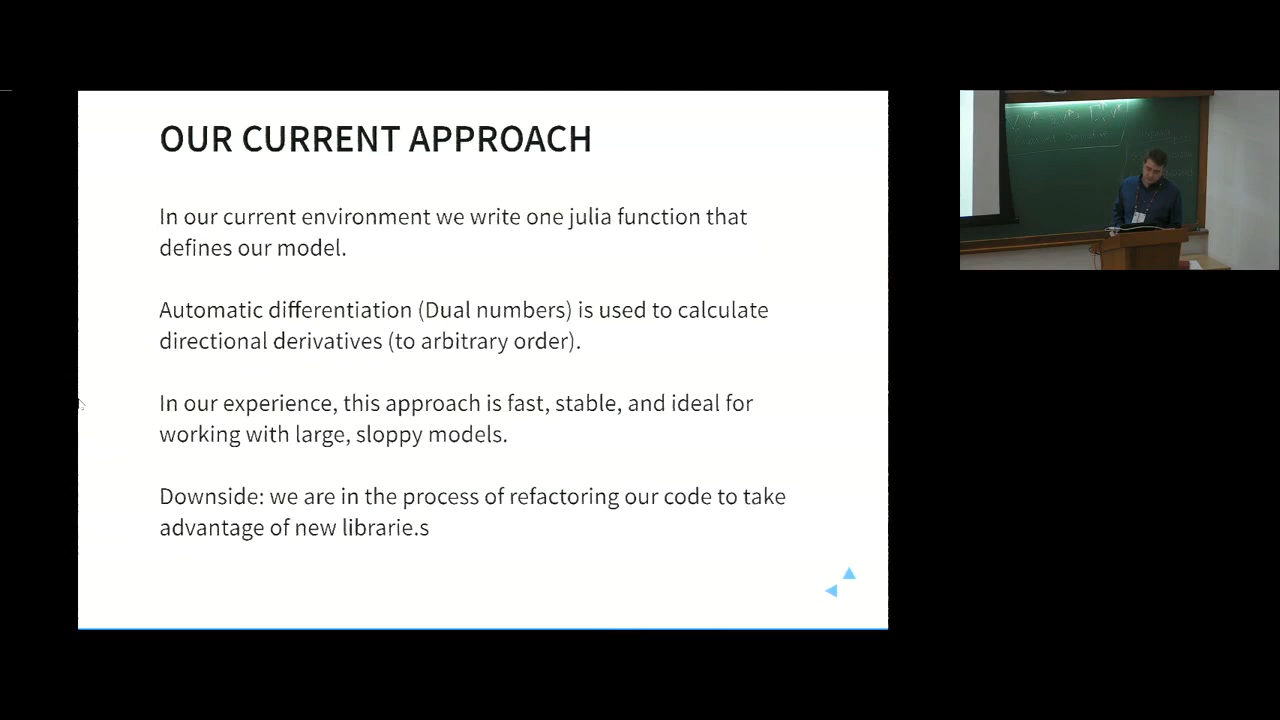 OUR CURRENT APPROACH
In our current environment we write one julia function that
defines our model.
Automatic differentiation (Dual numbers) is used to calculate
directional derivatives (to arbitrary order).
In our experience, this approach is fast, stable, and ideal for
working with large, sloppy models.
Downside: we are in the process of refactoring our code to take
advantage of new librarie.s